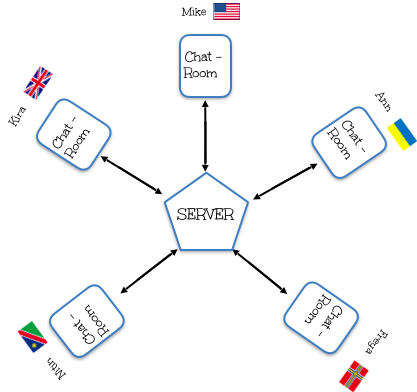 Mike
Chat -
Room
Kira
Chat -
Room
Ann
Chat -
Room
SERVER
Chat -
Room
Nitin
Chat -
Room
Freya